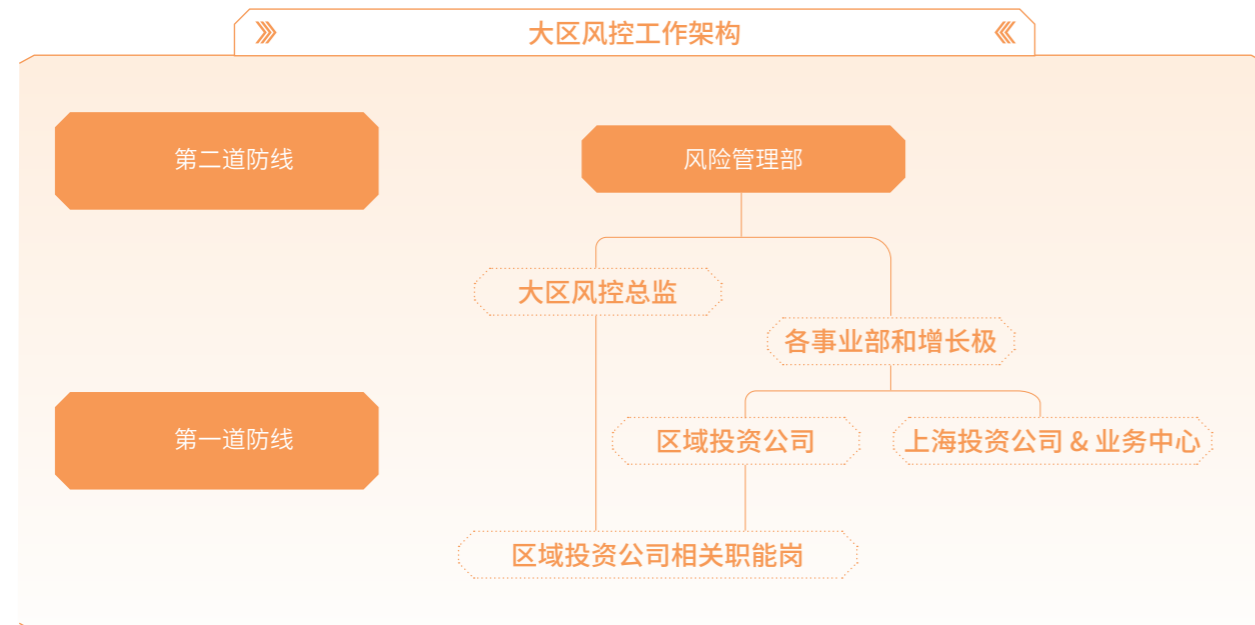 大区风控工作架构
第二道防线
风险管理部
大区风控总监
各事业部和增长极
第一道防线
区域投资公司
上海投资公司 & 业务中心
区域投资公司相关职能岗